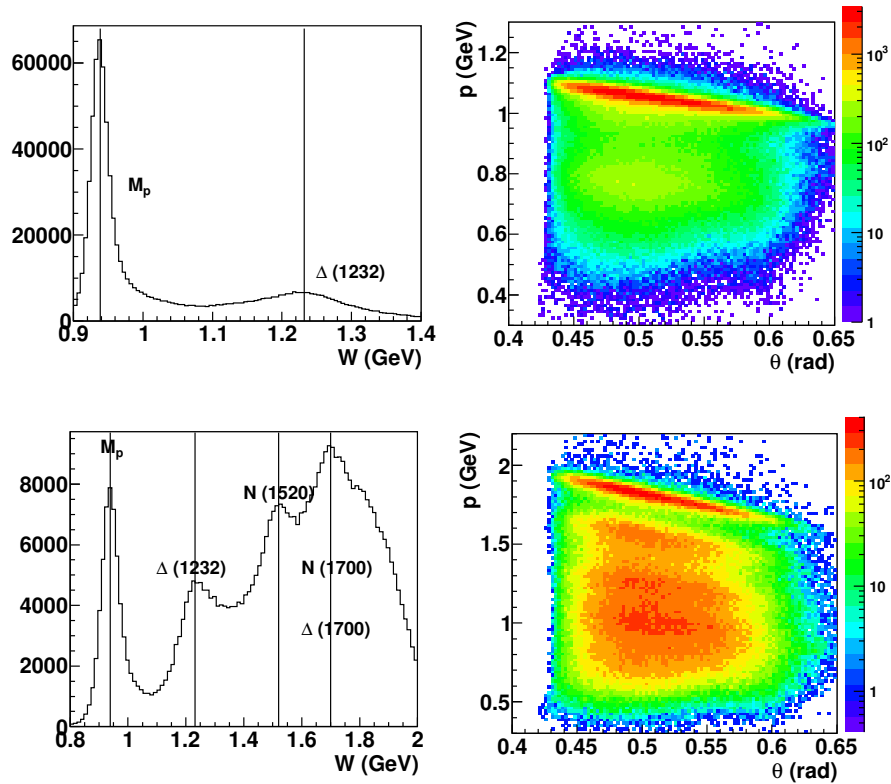 60000
40000
20000
0
M_p
Δ (1232)
0.9 1 1.1 1.2 1.3 1.4
W (GeV)
p (GeV)
1.2
1
0.8
0.6
0.4
0.4 0.45 0.5 0.55 0.6 0.65
θ (rad)
10³
10²
10
1
8000
6000
4000
2000
0
M_p
N (1520)
Δ (1232)
N (1700)
Δ (1700)
0.8 1 1.2 1.4 1.6 1.8 2
W (GeV)
p (GeV)
2
1.5
1
0.5
0.4 0.45 0.5 0.55 0.6 0.65
θ (rad)
10²
10
1